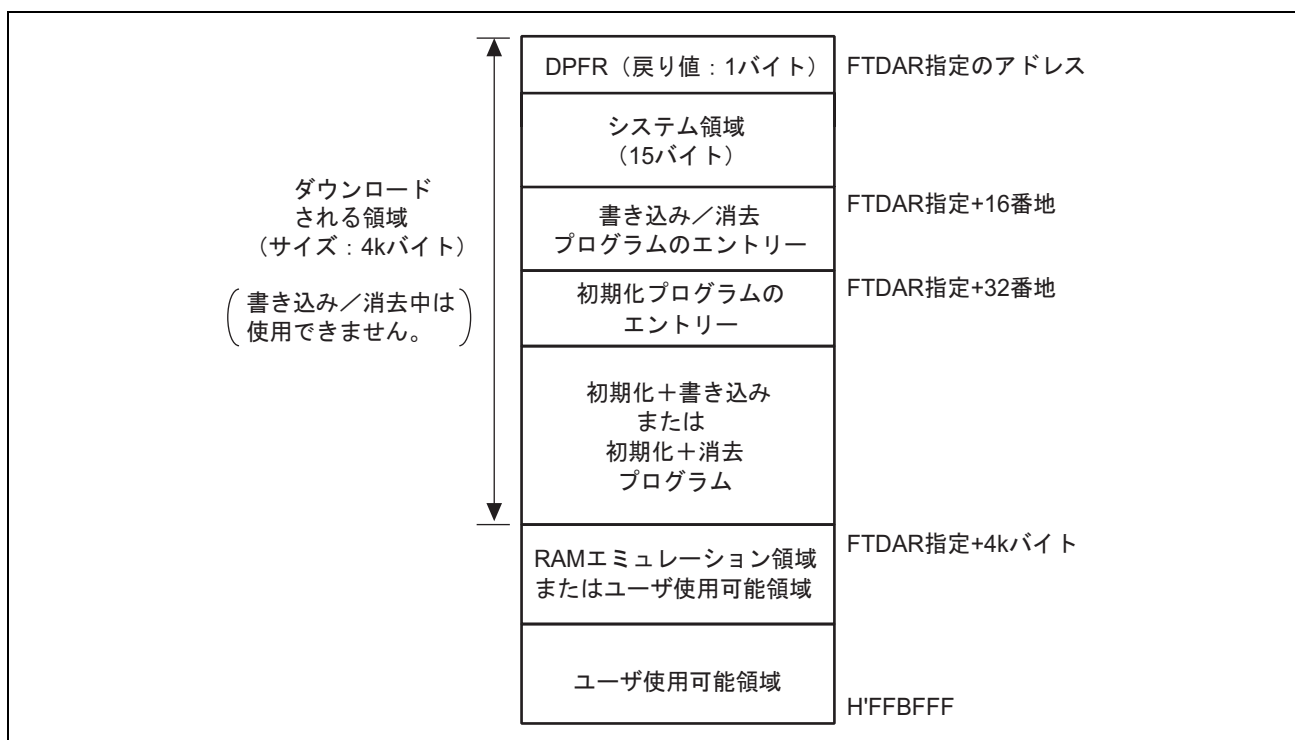 DPFR（戻り値：1バイト）
FTDAR指定のアドレス
システム領域
（15バイト）
ダウンロード
される領域
（サイズ：4kバイト）
書き込み／消去中は
使用できません。
書き込み／消去
プログラムのエントリー
FTDAR指定+16番地
初期化プログラムの
エントリー
FTDAR指定+32番地
初期化＋書き込み
または
初期化＋消去
プログラム
RAMエミュレーション領域
またはユーザ使用可能領域
FTDAR指定+4kバイト
ユーザ使用可能領域
H'FFBFFF